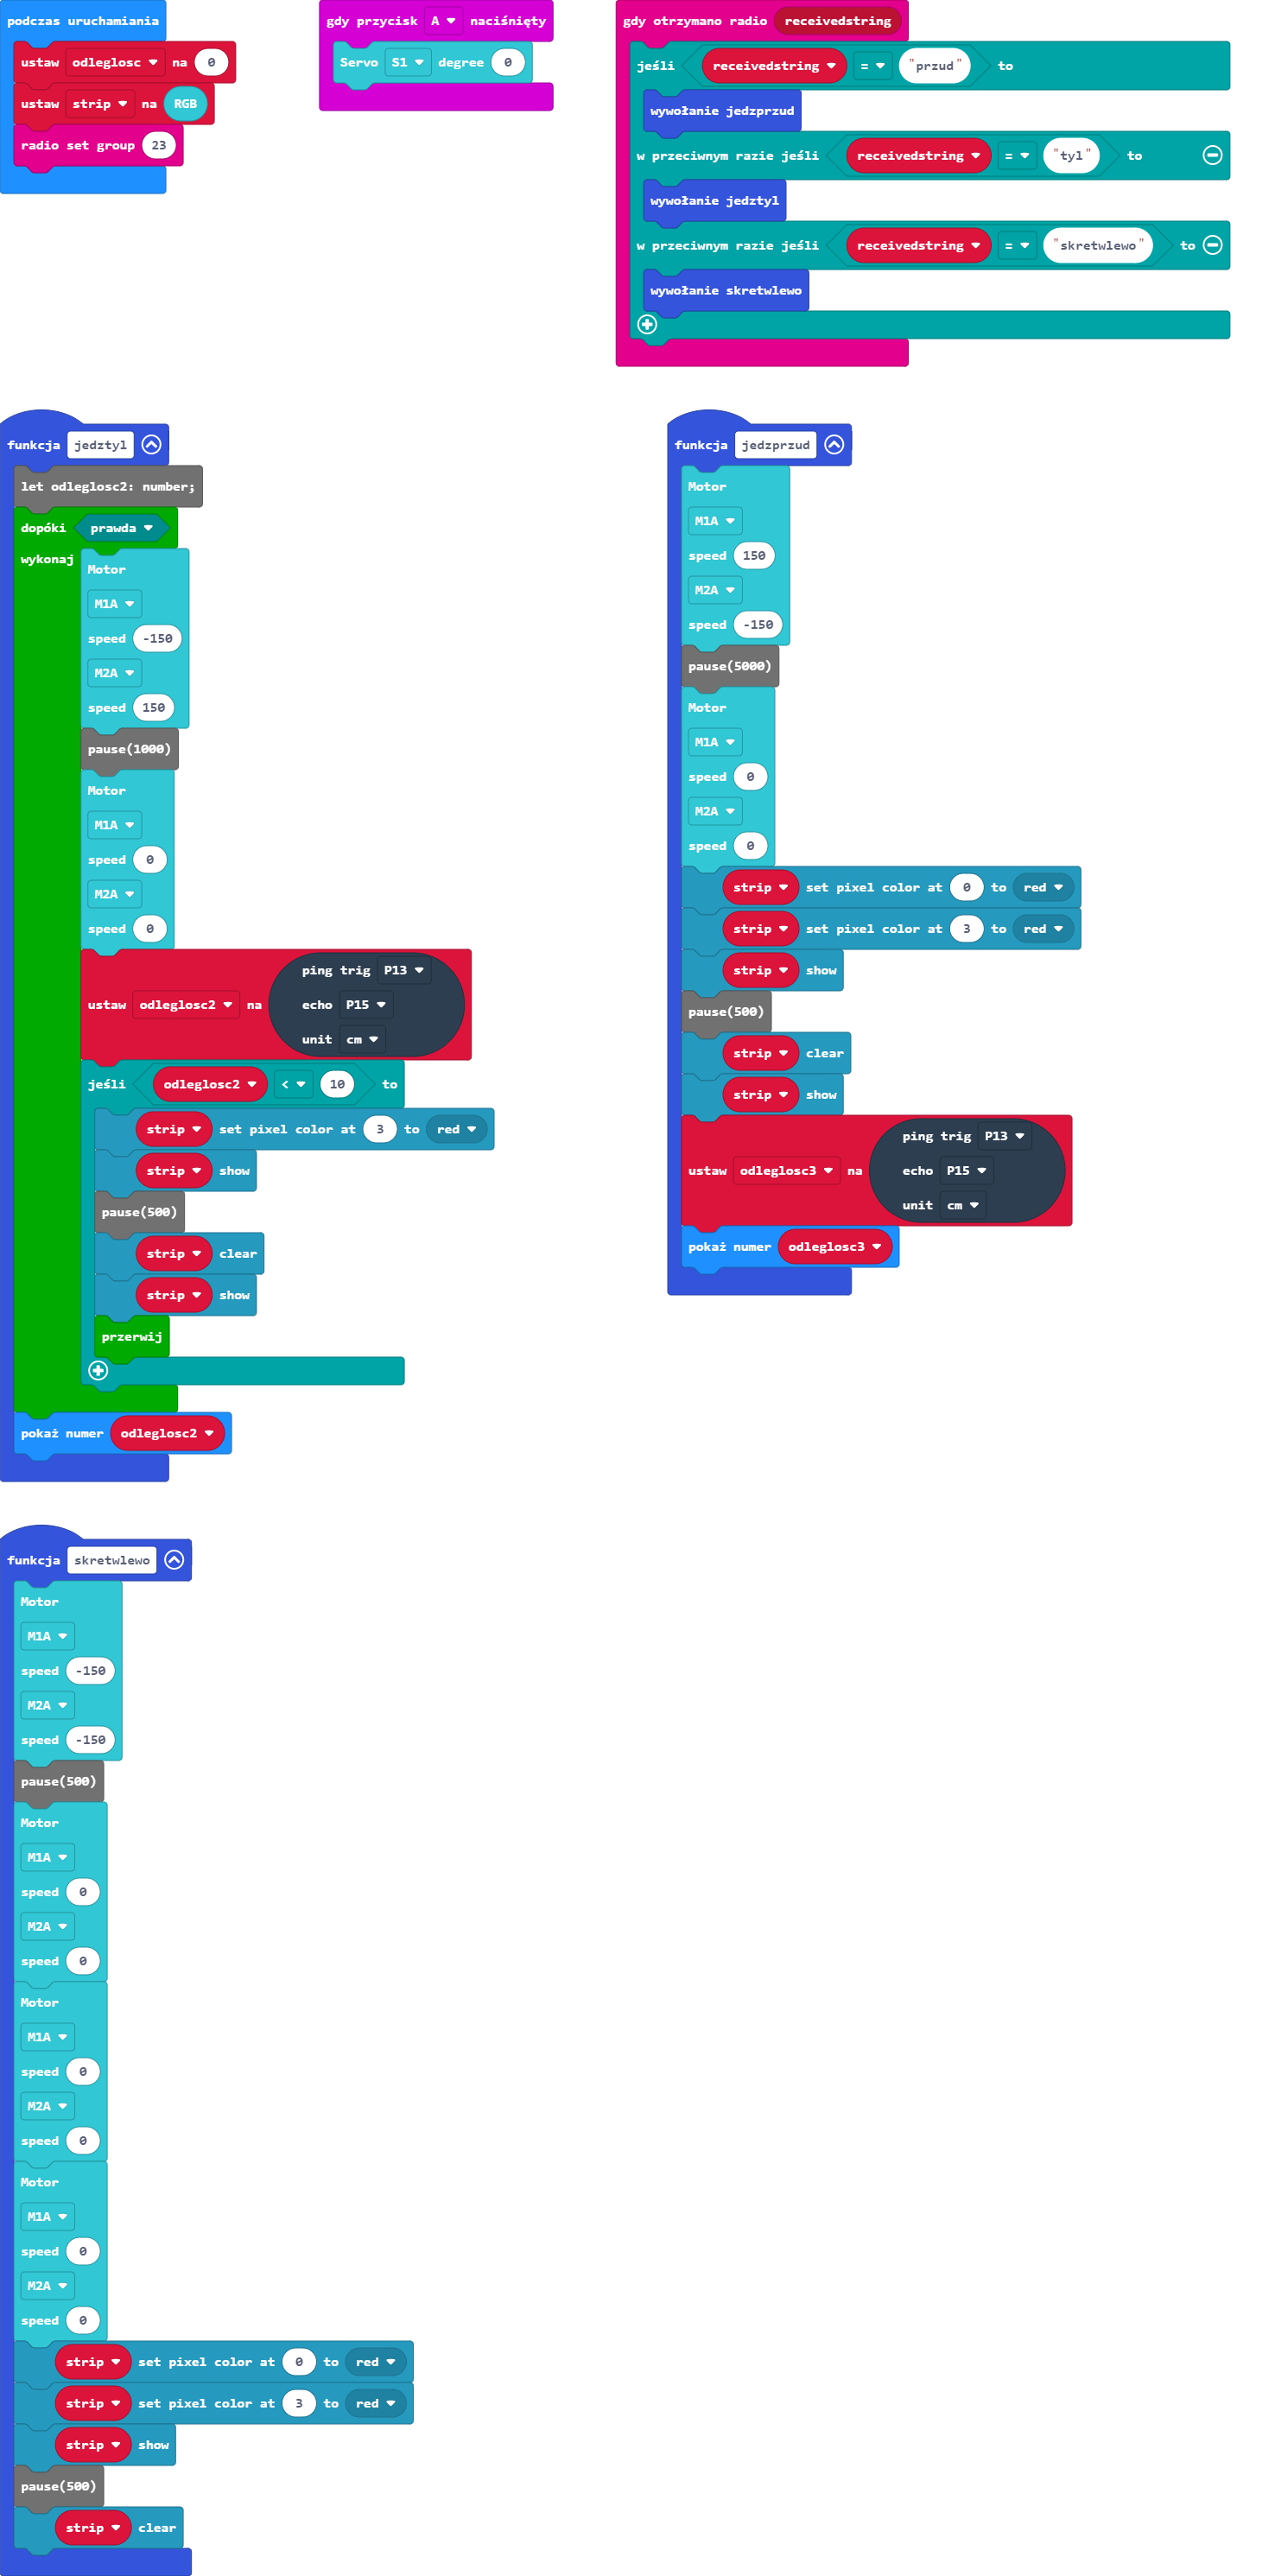 podczas uruchamiania
ustaw odleglosc na 0
ustaw strip na RGB
radio set group 23
gdy przycisk A naciśnięty
Servo S1 degree 0
gdy otrzymano radio receivedstring
jeśli receivedstring = "przud" to
wywołanie jedzprzud
w przeciwnym razie jeśli receivedstring = "tyl" to
wywołanie jedztyl
w przeciwnym razie jeśli receivedstring = "skretwlewo" to
wywołanie skretwlewo
funkcja jedztyl
let odleglosc2: number;
dopóki prawda
wykonaj
Motor
M1A
speed -150
M2A
speed 150
pause(1000)
Motor
M1A
speed 0
M2A
speed 0
ustaw odleglosc2 na ping trig P13
echo P15
unit cm
jeśli odleglosc2 < 10 to
strip set pixel color at 3 to red
strip show
pause(500)
strip clear
strip show
przerwij
pokaż numer odleglosc2
funkcja jedzprzud
Motor
M1A
speed 150
M2A
speed -150
pause(5000)
Motor
M1A
speed 0
M2A
speed 0
strip set pixel color at 0 to red
strip set pixel color at 3 to red
strip show
pause(500)
strip clear
strip show
ustaw odleglosc3 na ping trig P13
echo P15
unit cm
pokaż numer odleglosc3
funkcja skretwlewo
Motor
M1A
speed -150
M2A
speed -150
pause(500)
Motor
M1A
speed 0
M2A
speed 0
Motor
M1A
speed 0
M2A
speed 0
Motor
M1A
speed 0
M2A
speed 0
strip set pixel color at 0 to red
strip set pixel color at 3 to red
strip show
pause(500)
strip clear